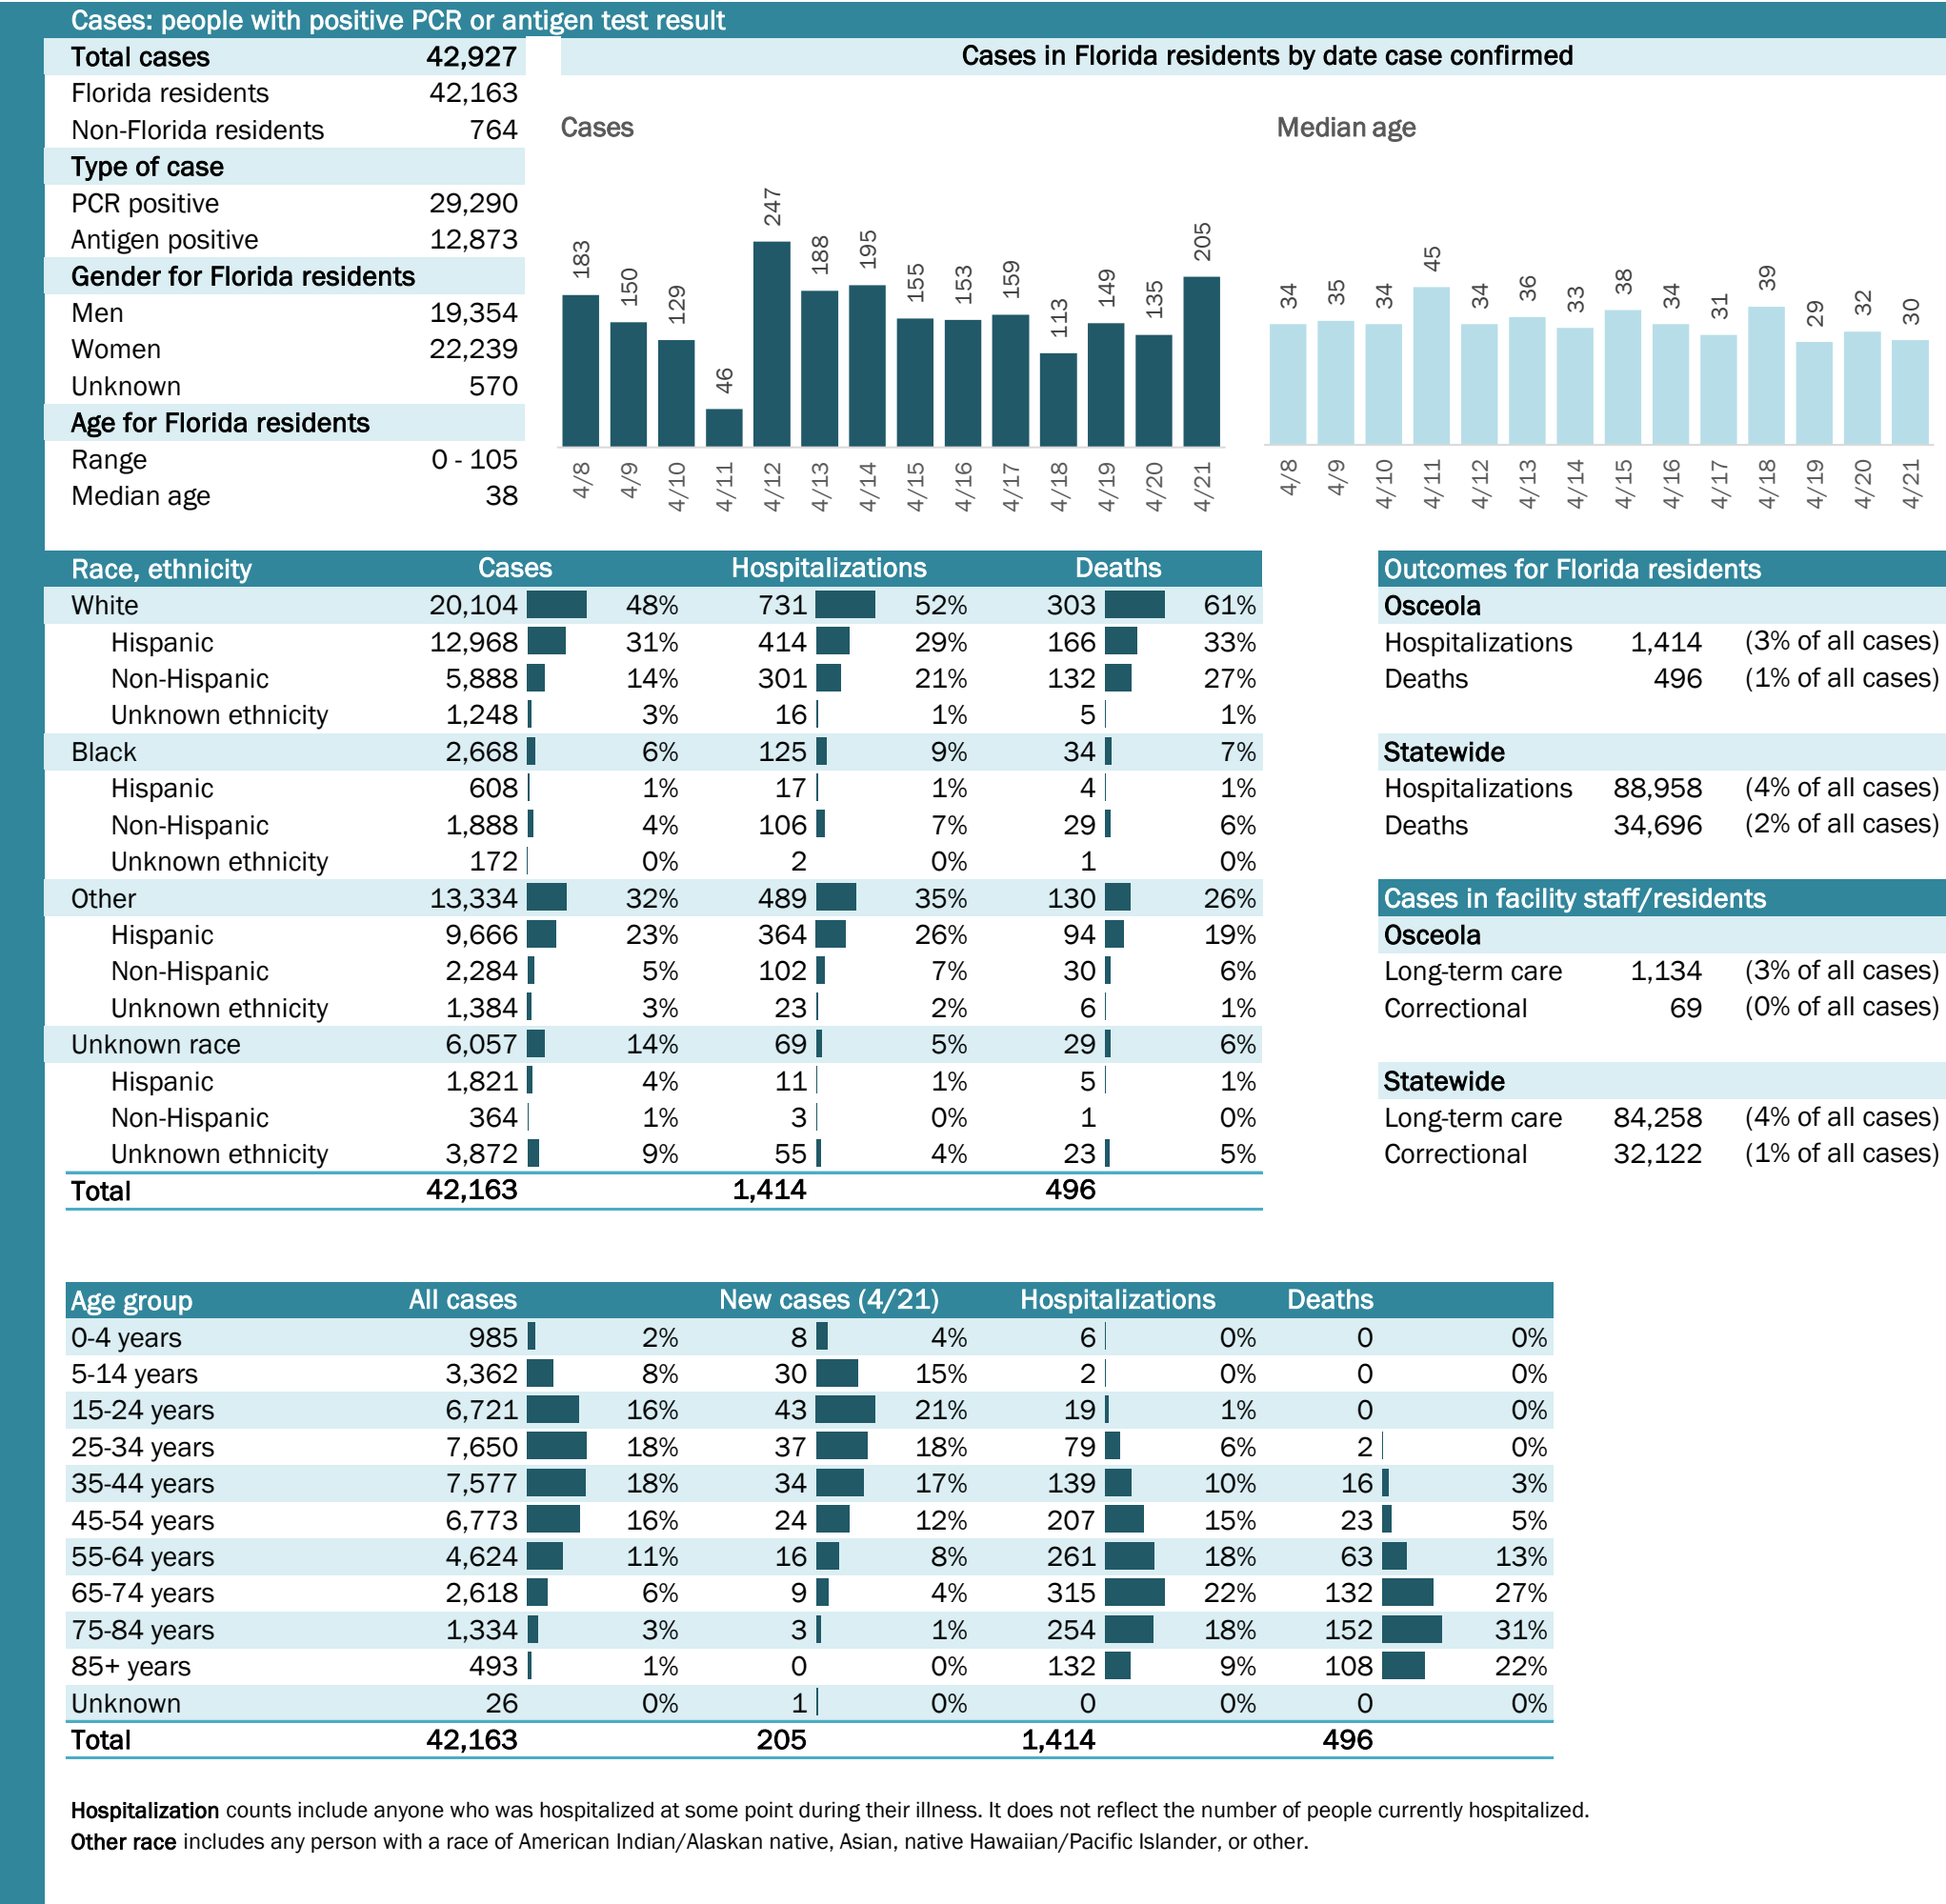 Cases: people with positive PCR or antigen test result
Total cases 42,927
Florida residents 42,163
Non-Florida residents 764
Type of case
PCR positive 29,290
Antigen positive 12,873
Gender for Florida residents
Men 19,354
Women 22,239
Unknown 570
Age for Florida residents
Range 0 - 105
Median age 38
Cases in Florida residents by date case confirmed
Cases
183 150 129 46 247 188 195 155 153 159 113 149 135 205
4/8 4/9 4/10 4/11 4/12 4/13 4/14 4/15 4/16 4/17 4/18 4/19 4/20 4/21
Median age
34 35 34 45 34 36 33 38 34 31 39 29 32 30
4/8 4/9 4/10 4/11 4/12 4/13 4/14 4/15 4/16 4/17 4/18 4/19 4/20 4/21
Race, ethnicity Cases Hospitalizations Deaths
White 20,104 48% 731 52% 303 61%
Hispanic 12,968 31% 414 29% 166 33%
Non-Hispanic 5,888 14% 301 21% 132 27%
Unknown ethnicity 1,248 3% 16 1% 5 1%
Black 2,668 6% 125 9% 34 7%
Hispanic 608 1% 17 1% 4 1%
Non-Hispanic 1,888 4% 106 7% 29 6%
Unknown ethnicity 172 0% 2 0% 1 0%
Other 13,334 32% 489 35% 130 26%
Hispanic 9,666 23% 364 26% 94 19%
Non-Hispanic 2,284 5% 102 7% 30 6%
Unknown ethnicity 1,384 3% 23 2% 6 1%
Unknown race 6,057 14% 69 5% 29 6%
Hispanic 1,821 4% 11 1% 5 1%
Non-Hispanic 364 1% 3 0% 1 0%
Unknown ethnicity 3,872 9% 55 4% 23 5%
Total 42,163 1,414 496
Outcomes for Florida residents
Osceola
Hospitalizations 1,414 (3% of all cases)
Deaths 496 (1% of all cases)
Statewide
Hospitalizations 88,958 (4% of all cases)
Deaths 34,696 (2% of all cases)
Cases in facility staff/residents
Osceola
Long-term care 1,134 (3% of all cases)
Correctional 69 (0% of all cases)
Statewide
Long-term care 84,258 (4% of all cases)
Correctional 32,122 (1% of all cases)
Age group All cases New cases (4/21) Hospitalizations Deaths
0-4 years 985 2% 8 4% 6 0% 0 0%
5-14 years 3,362 8% 30 15% 2 0% 0 0%
15-24 years 6,721 16% 43 21% 19 1% 0 0%
25-34 years 7,650 18% 37 18% 79 6% 2 0%
35-44 years 7,577 18% 34 17% 139 10% 16 3%
45-54 years 6,773 16% 24 12% 207 15% 23 5%
55-64 years 4,624 11% 16 8% 261 18% 63 13%
65-74 years 2,618 6% 9 4% 315 22% 132 27%
75-84 years 1,334 3% 3 1% 254 18% 152 31%
85+ years 493 1% 0 0% 132 9% 108 22%
Unknown 26 0% 1 0% 0 0% 0 0%
Total 42,163 205 1,414 496
Hospitalization counts include anyone who was hospitalized at some point during their illness. It does not reflect the number of people currently hospitalized.
Other race includes any person with a race of American Indian/Alaskan native, Asian, native Hawaiian/Pacific Islander, or other.